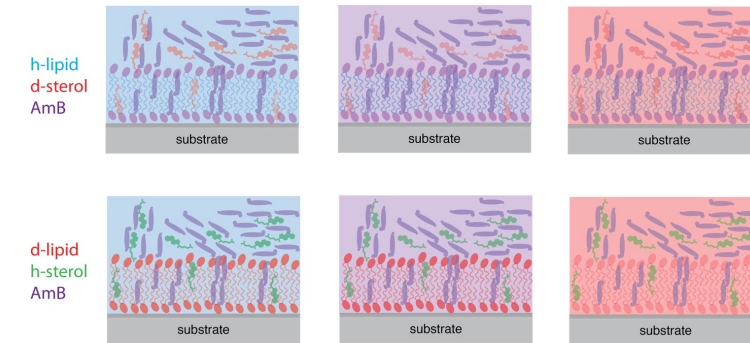 h-lipid
d-sterol
AmB
substrate
substrate
substrate
d-lipid
h-sterol
AmB
substrate
substrate
substrate